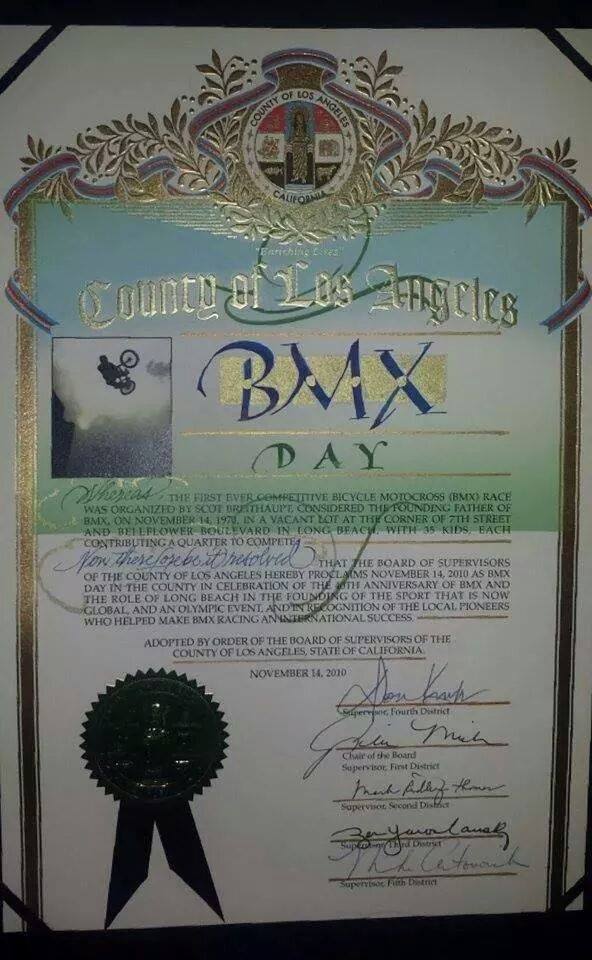 COUNTY OF LOS ANGELES
CALIFORNIA
"Enriching Lives"
County of Los Angeles
BMX
DAY
Whereas, THE FIRST EVER COMPETITIVE BICYCLE MOTOCROSS (BMX) RACE
WAS ORGANIZED BY SCOT BREITHAUPT, CONSIDERED THE FOUNDING FATHER OF
BMX, ON NOVEMBER 14, 1970, IN A VACANT LOT AT THE CORNER OF 7TH STREET
AND BELLFLOWER BOULEVARD IN LONG BEACH, WITH 35 KIDS, EACH
CONTRIBUTING A QUARTER TO COMPETE;
Now, therefore be it resolved THAT THE BOARD OF SUPERVISORS
OF THE COUNTY OF LOS ANGELES HEREBY PROCLAIMS NOVEMBER 14, 2010 AS BMX
DAY IN THE COUNTY IN CELEBRATION OF THE 40TH ANNIVERSARY OF BMX AND
THE ROLE OF LONG BEACH IN THE FOUNDING OF THE SPORT THAT IS NOW
GLOBAL, AND AN OLYMPIC EVENT, AND IN RECOGNITION OF THE LOCAL PIONEERS
WHO HELPED MAKE BMX RACING AN INTERNATIONAL SUCCESS.
ADOPTED BY ORDER OF THE BOARD OF SUPERVISORS OF THE
COUNTY OF LOS ANGELES, STATE OF CALIFORNIA.
NOVEMBER 14, 2010
Supervisor, Fourth District
Chair of the Board
Supervisor, First District
Supervisor, Second District
Supervisor, Third District
Supervisor, Fifth District